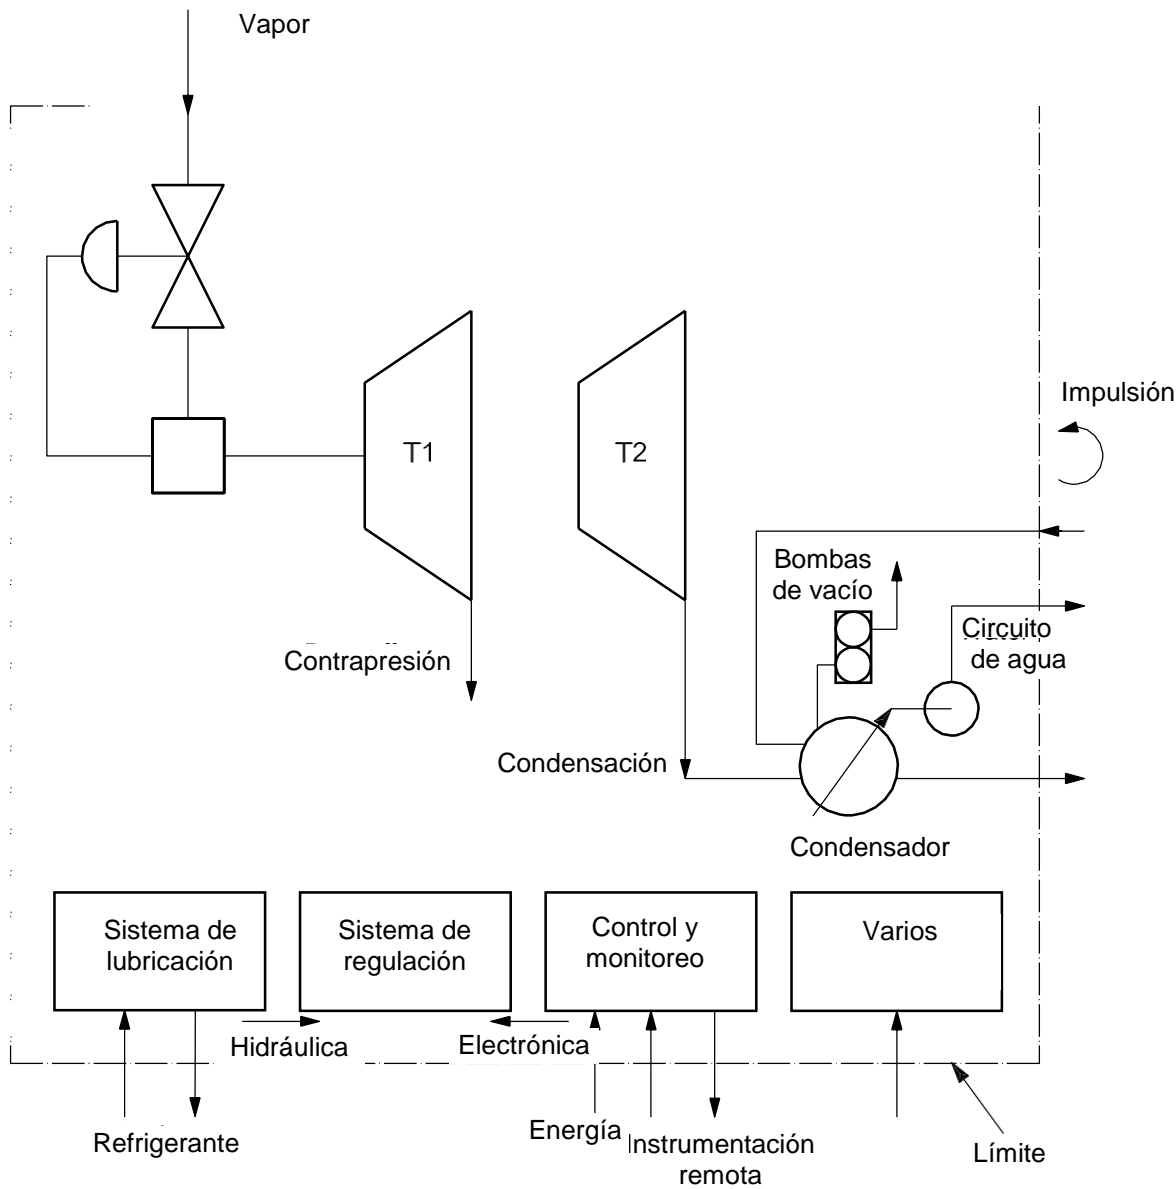 Vapor
Impulsión
T1
T2
Bombas
de vacío
Circuito
de agua
Contrapresión
Condensación
Condensador
Sistema de
lubricación
Sistema de
regulación
Control y
monitoreo
Varios
Hidráulica
Electrónica
Refrigerante
Energía
Instrumentación
remota
Límite